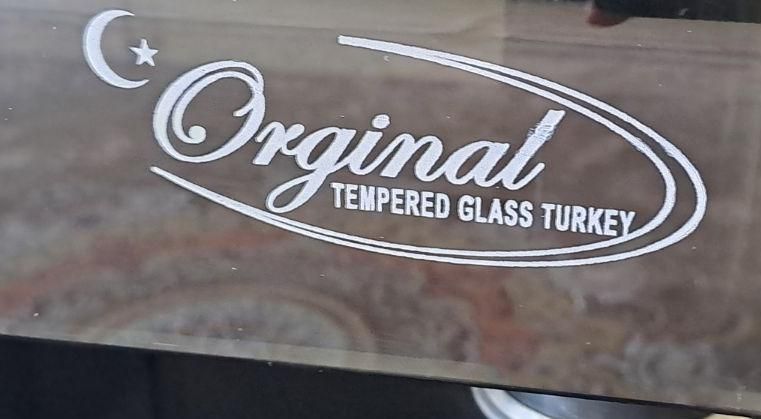 Orginal
TEMPERED GLASS TURKEY